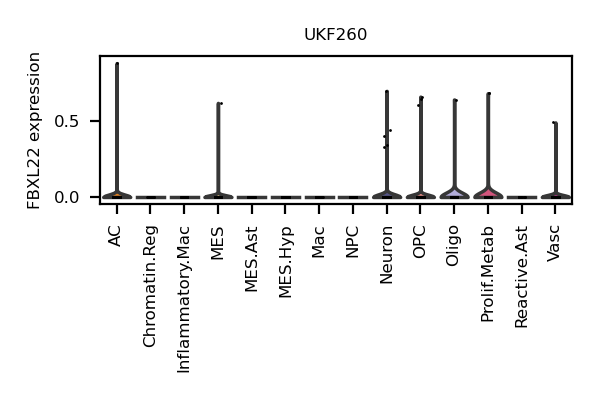 UKF260
FBXL22 expression
0.5
0.0
AC
Chromatin.Reg
Inflammatory.Mac
MES
MES.Ast
MES.Hyp
Mac
NPC
Neuron
OPC
Oligo
Prolif.Metab
Reactive.Ast
Vasc